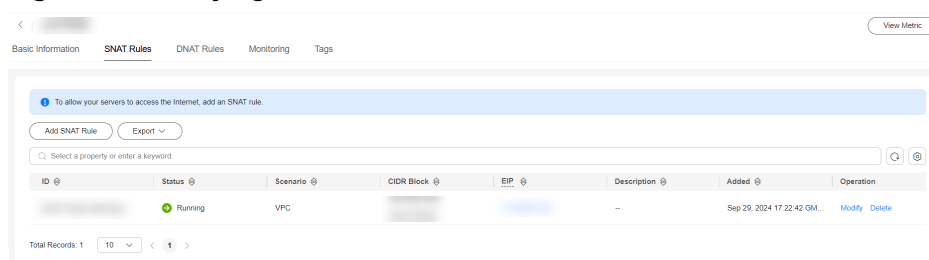 View Metric
Basic Information SNAT Rules DNAT Rules Monitoring Tags
To allow your servers to access the Internet, add an SNAT rule.
Add SNAT Rule Export
Select a property or enter a keyword.
ID Status Scenario CIDR Block EIP Description Added Operation
Running VPC -- Sep 29, 2024 17:22:42 GM... Modify Delete
Total Records: 1 10 < 1 >